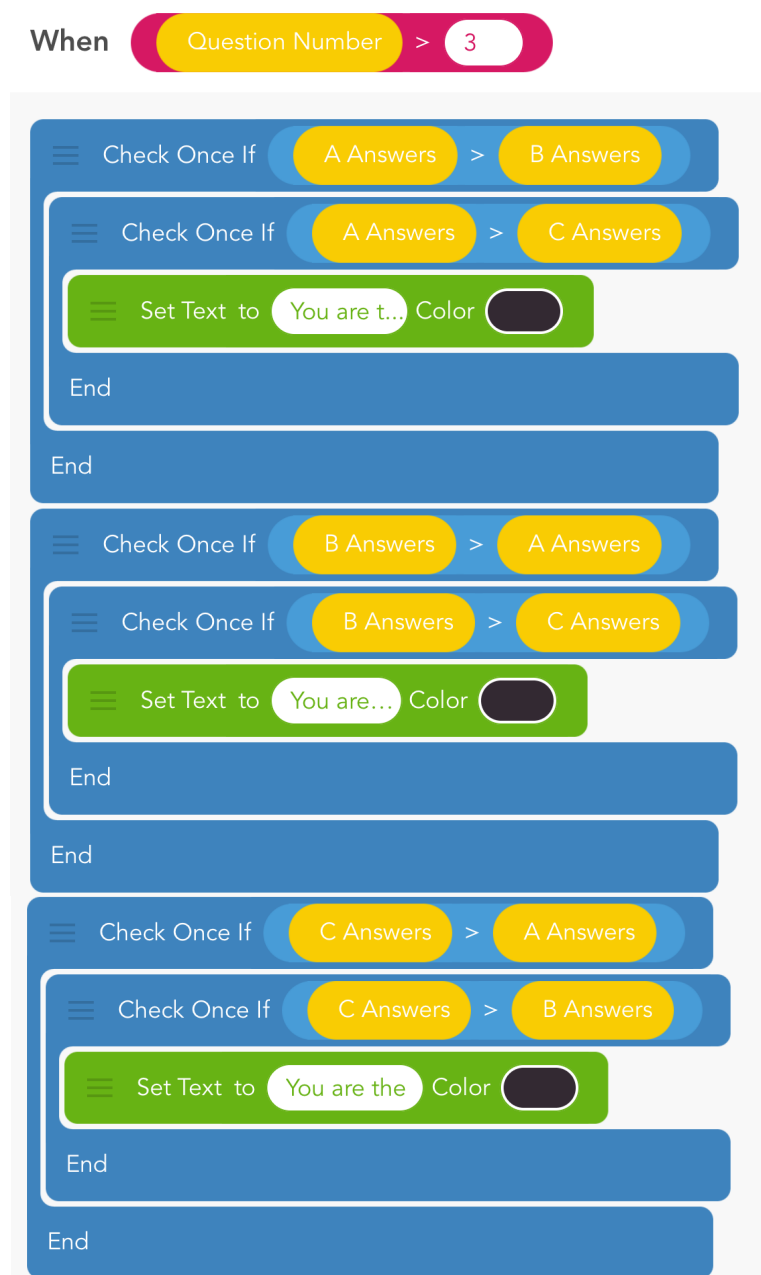 When Question Number > 3
Check Once If A Answers > B Answers
Check Once If A Answers > C Answers
Set Text to You are t... Color
End
End
Check Once If B Answers > A Answers
Check Once If B Answers > C Answers
Set Text to You are... Color
End
End
Check Once If C Answers > A Answers
Check Once If C Answers > B Answers
Set Text to You are the Color
End
End